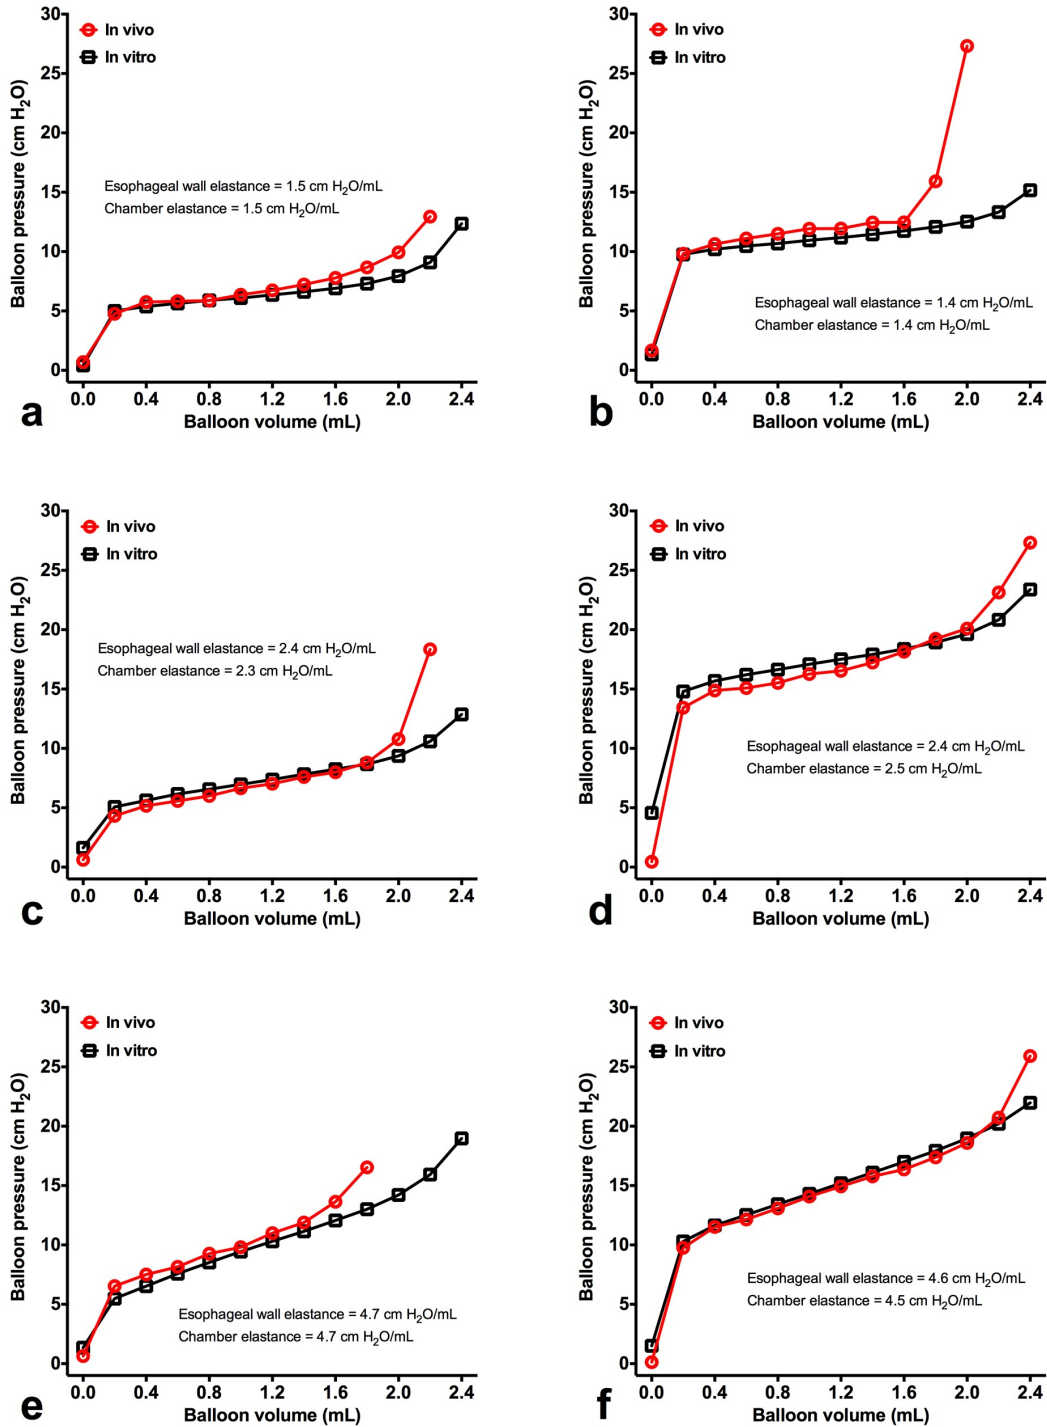 30
25
20
15
10
5
0
Balloon pressure (cm H₂O)
In vivo
In vitro
Esophageal wall elastance = 1.5 cm H₂O/mL
Chamber elastance = 1.5 cm H₂O/mL
0.0 0.4 0.8 1.2 1.6 2.0 2.4
Balloon volume (mL)
a
30
25
20
15
10
5
0
Balloon pressure (cm H₂O)
In vivo
In vitro
Esophageal wall elastance = 1.4 cm H₂O/mL
Chamber elastance = 1.4 cm H₂O/mL
0.0 0.4 0.8 1.2 1.6 2.0 2.4
Balloon volume (mL)
b
30
25
20
15
10
5
0
Balloon pressure (cm H₂O)
In vivo
In vitro
Esophageal wall elastance = 2.4 cm H₂O/mL
Chamber elastance = 2.3 cm H₂O/mL
0.0 0.4 0.8 1.2 1.6 2.0 2.4
Balloon volume (mL)
c
30
25
20
15
10
5
0
Balloon pressure (cm H₂O)
In vivo
In vitro
Esophageal wall elastance = 2.4 cm H₂O/mL
Chamber elastance = 2.5 cm H₂O/mL
0.0 0.4 0.8 1.2 1.6 2.0 2.4
Balloon volume (mL)
d
30
25
20
15
10
5
0
Balloon pressure (cm H₂O)
In vivo
In vitro
Esophageal wall elastance = 4.7 cm H₂O/mL
Chamber elastance = 4.7 cm H₂O/mL
0.0 0.4 0.8 1.2 1.6 2.0 2.4
Balloon volume (mL)
e
30
25
20
15
10
5
0
Balloon pressure (cm H₂O)
In vivo
In vitro
Esophageal wall elastance = 4.6 cm H₂O/mL
Chamber elastance = 4.5 cm H₂O/mL
0.0 0.4 0.8 1.2 1.6 2.0 2.4
Balloon volume (mL)
f